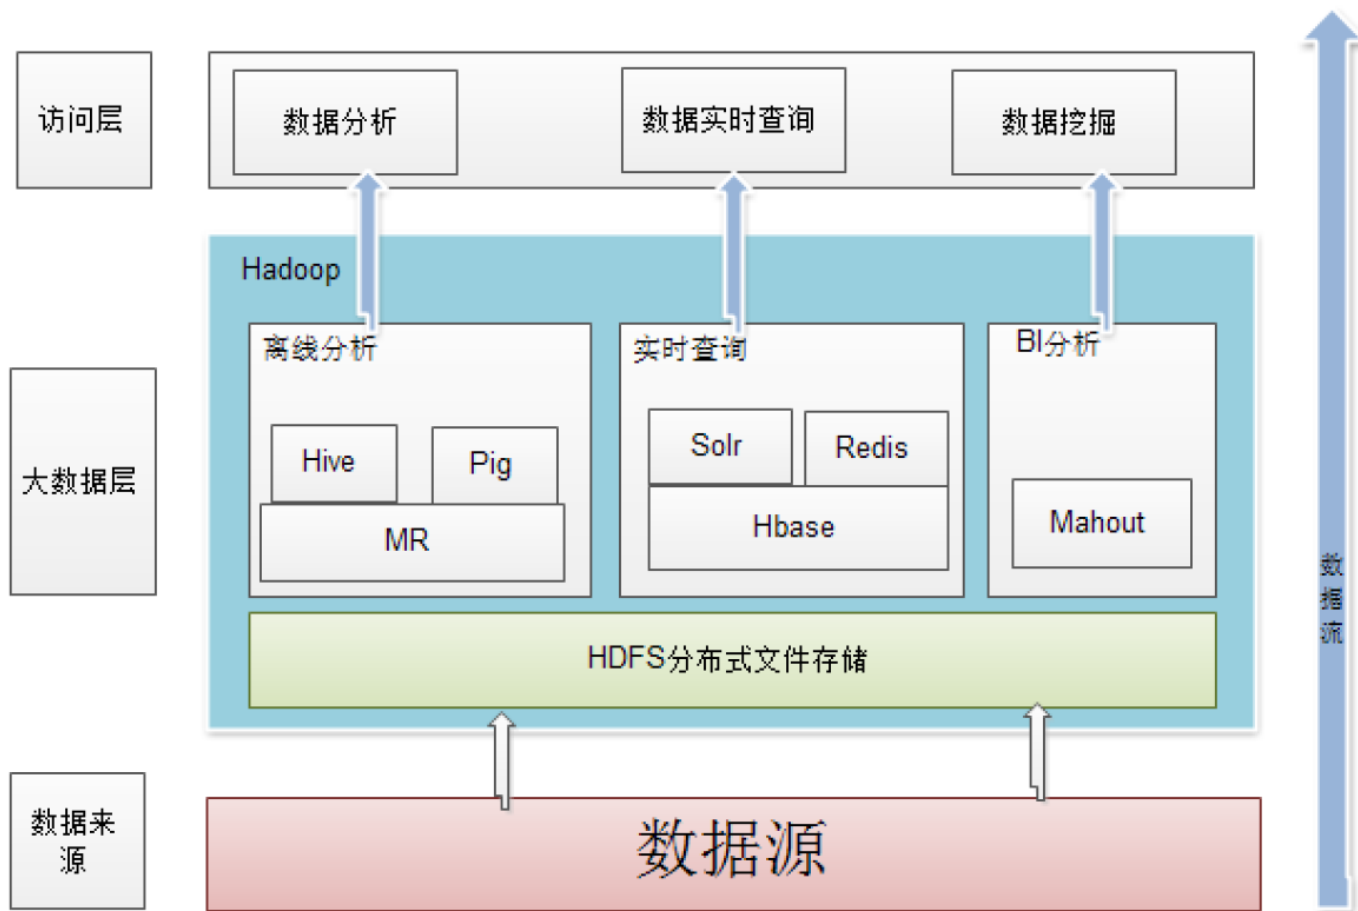 访问层
数据分析
数据实时查询
数据挖掘
Hadoop
离线分析
实时查询
BI分析
大数据层
Hive
Pig
MR
Solr
Redis
Hbase
Mahout
HDFS分布式文件存储
数
据
流
数据来
源
数据源